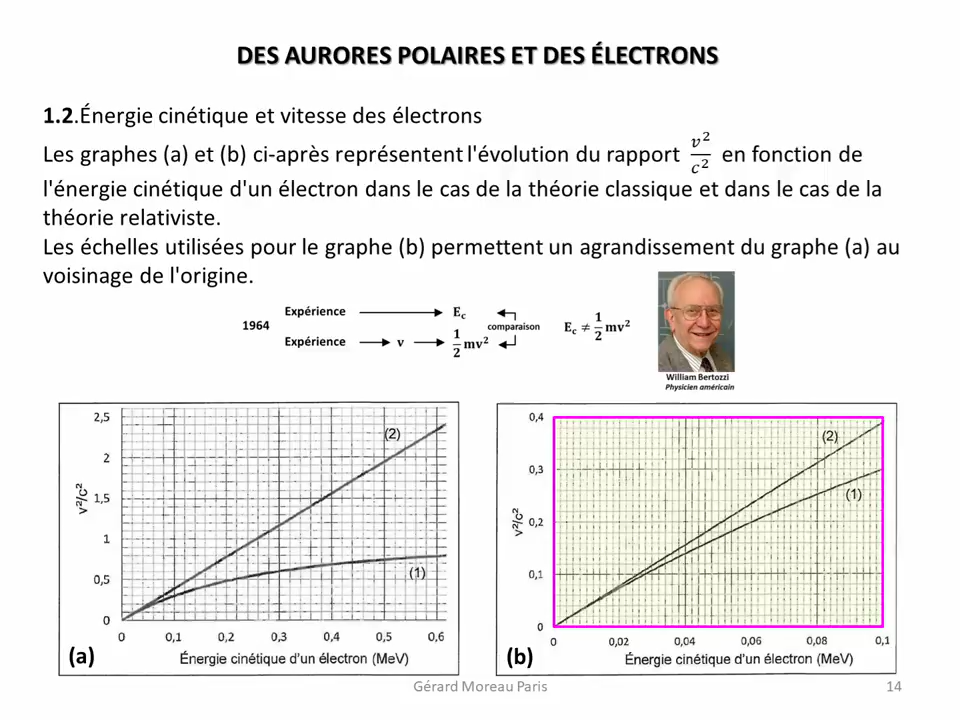 DES AURORES POLAIRES ET DES ÉLECTRONS
1.2.Énergie cinétique et vitesse des électrons
Les graphes (a) et (b) ci-après représentent l'évolution du rapport v²/c² en fonction de
l'énergie cinétique d'un électron dans le cas de la théorie classique et dans le cas de la
théorie relativiste.
Les échelles utilisées pour le graphe (b) permettent un agrandissement du graphe (a) au
voisinage de l'origine.
1964
Expérience E_c
Expérience v 1/2 mv²
comparaison
E_c ≠ 1/2 mv²
William Bertozzi
Physicien américain
2,5
2
1,5
1
0,5
0
v²/c²
(2)
(1)
0 0,1 0,2 0,3 0,4 0,5 0,6
Énergie cinétique d'un électron (MeV)
(a)
0,4
0,3
0,2
0,1
0
v²/c²
(2)
(1)
0 0,02 0,04 0,06 0,08 0,1
Énergie cinétique d'un électron (MeV)
(b)
Gérard Moreau Paris
14